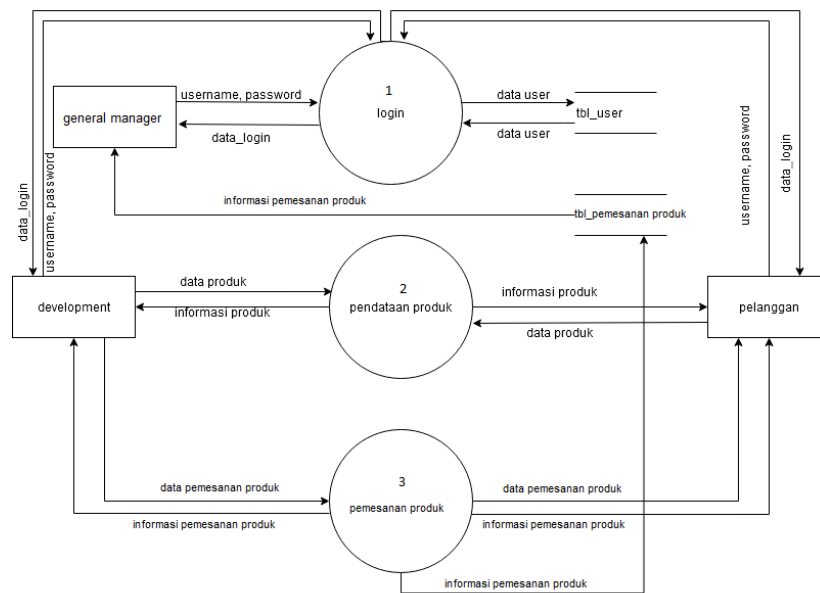 1
login
username, password
data_login
general manager
data user
data user
tbl_user
data_login
username, password
username, password
data_login
informasi pemesanan produk
tbl_pemesanan produk
2
pendataan produk
data produk
informasi produk
development
informasi produk
data produk
pelanggan
3
pemesanan produk
data pemesanan produk
informasi pemesanan produk
data pemesanan produk
informasi pemesanan produk
informasi pemesanan produk